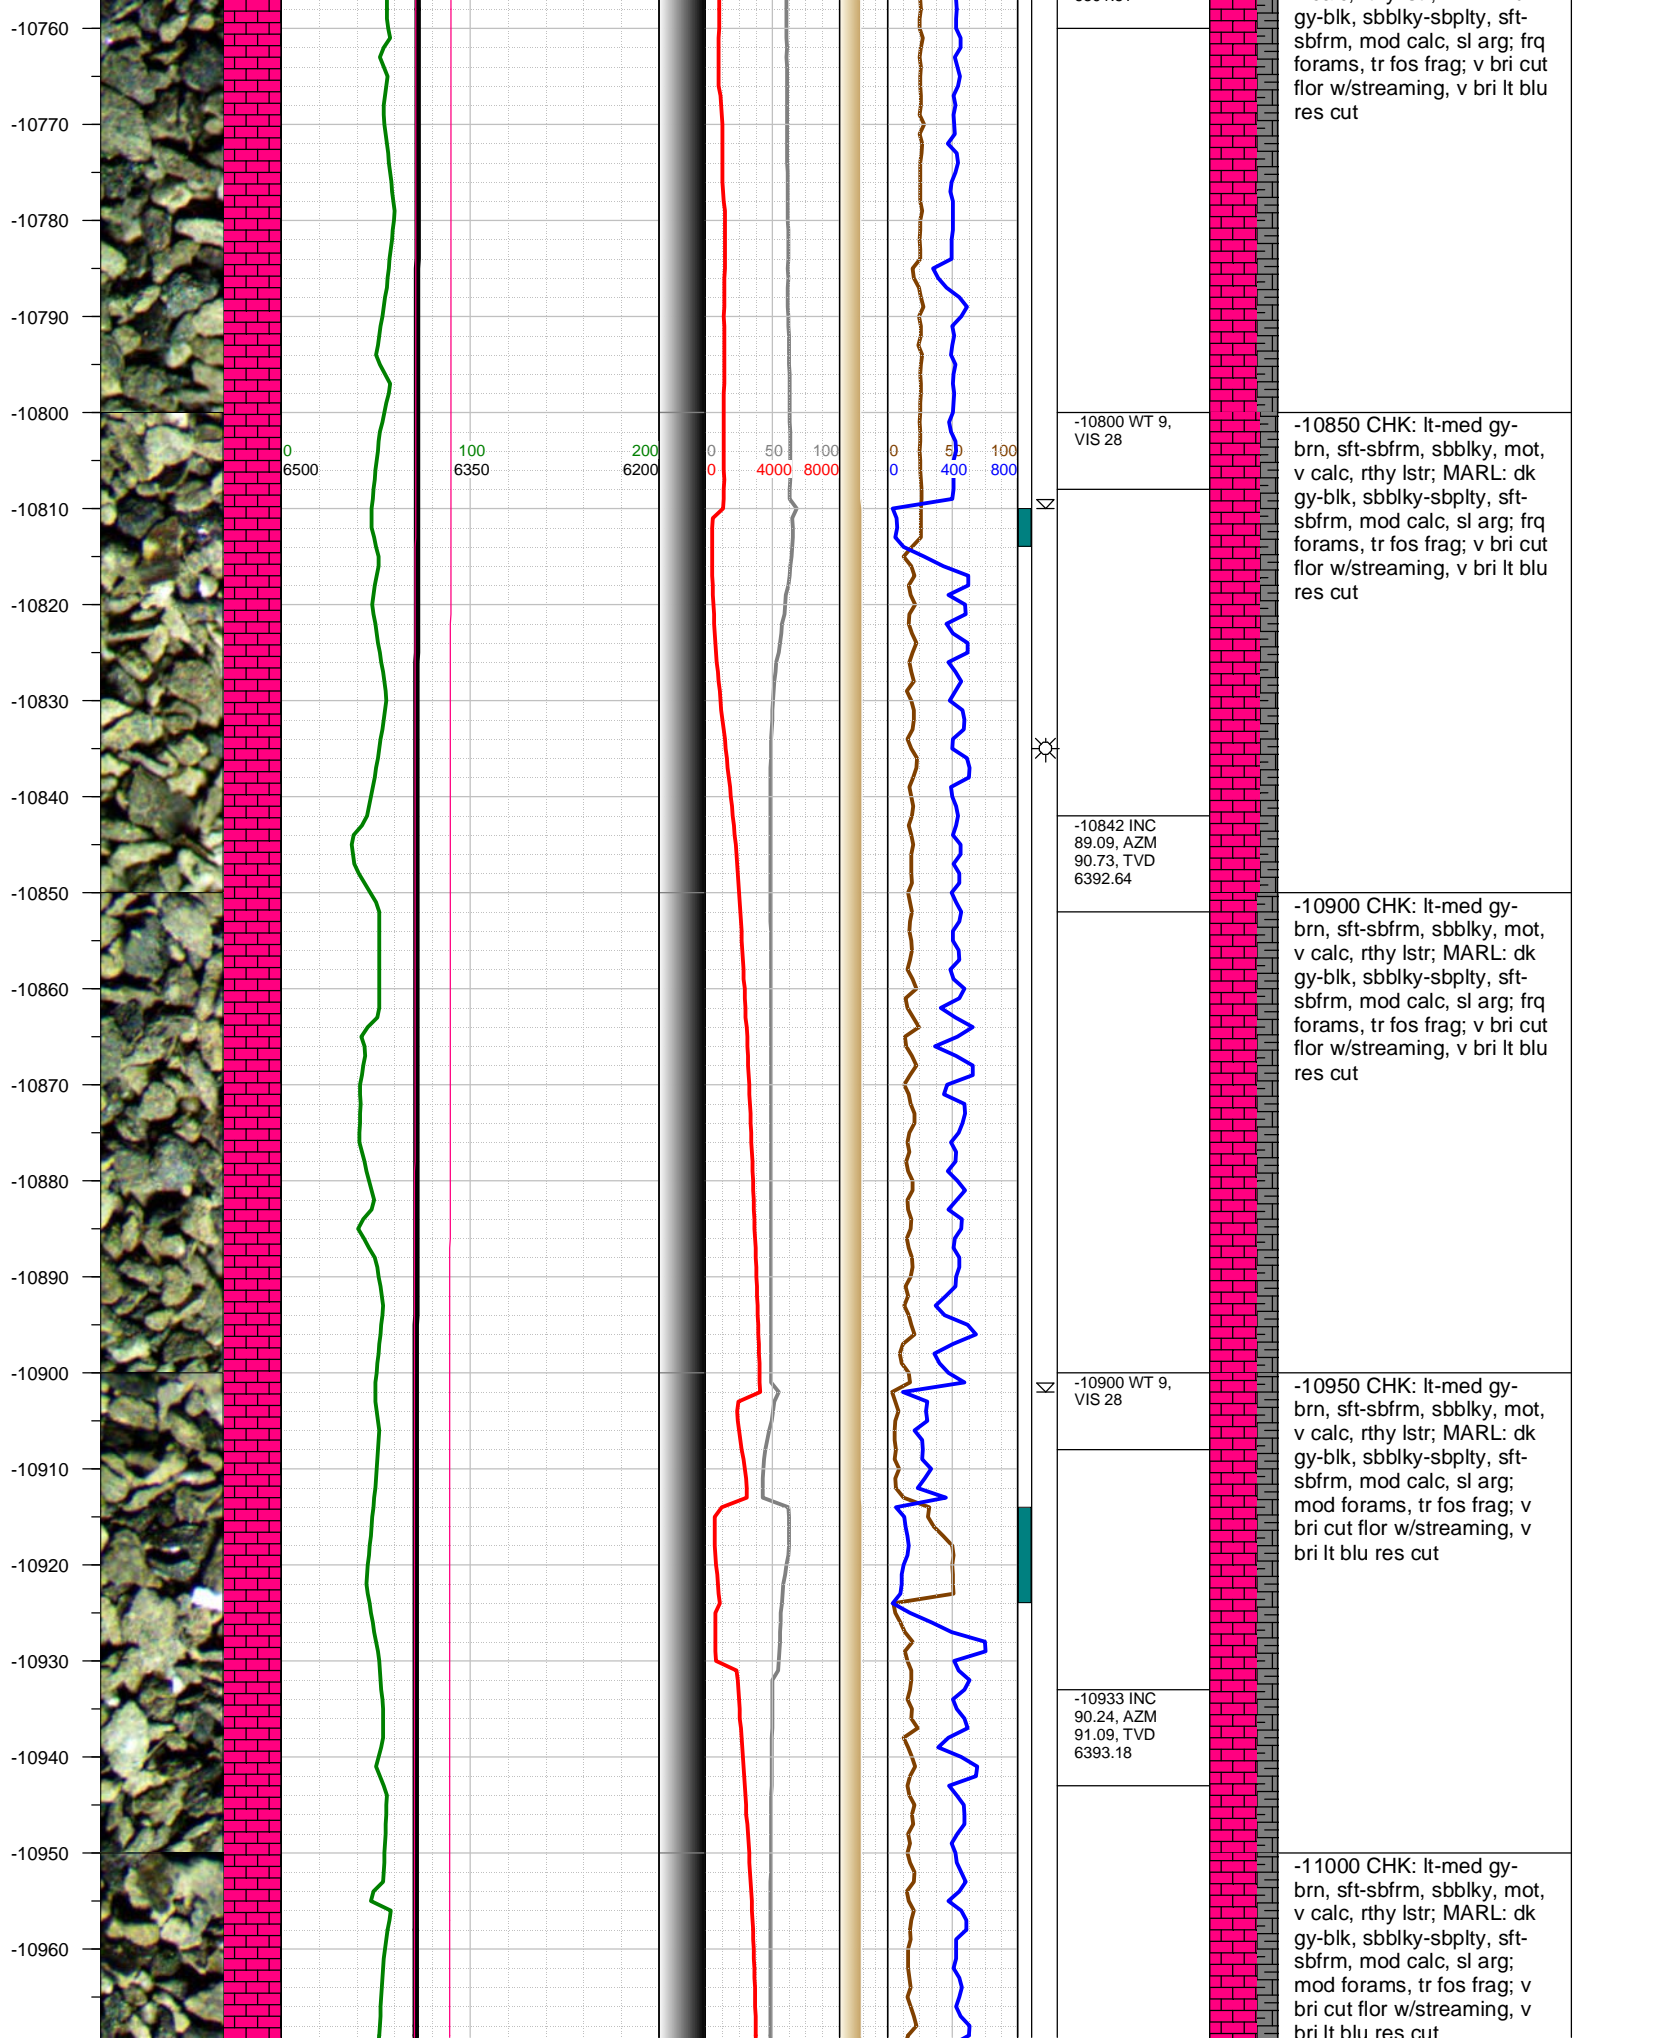 -10760
-10770
-10780
-10790
-10800
-10810
-10820
-10830
-10840
-10850
-10860
-10870
-10880
-10890
-10900
-10910
-10920
-10930
-10940
-10950
-10960
0 100 200
6500 6350 6200
0 50 100
0 4000 8000
0 50 100
0 400 800
-10800 WT 9,
VIS 28
-10842 INC
89.09, AZM
90.73, TVD
6392.64
-10900 WT 9,
VIS 28
-10933 INC
90.24, AZM
91.09, TVD
6393.18
gy-blk, sbblky-sbplty, sft-
sbfrm, mod calc, sl arg; frq
forams, tr fos frag; v bri cut
flor w/streaming, v bri lt blu
res cut
-10850 CHK: lt-med gy-
brn, sft-sbfrm, sbblky, mot,
v calc, rthy lstr; MARL: dk
gy-blk, sbblky-sbplty, sft-
sbfrm, mod calc, sl arg; frq
forams, tr fos frag; v bri cut
flor w/streaming, v bri lt blu
res cut
-10900 CHK: lt-med gy-
brn, sft-sbfrm, sbblky, mot,
v calc, rthy lstr; MARL: dk
gy-blk, sbblky-sbplty, sft-
sbfrm, mod calc, sl arg; frq
forams, tr fos frag; v bri cut
flor w/streaming, v bri lt blu
res cut
-10950 CHK: lt-med gy-
brn, sft-sbfrm, sbblky, mot,
v calc, rthy lstr; MARL: dk
gy-blk, sbblky-sbplty, sft-
sbfrm, mod calc, sl arg;
mod forams, tr fos frag; v
bri cut flor w/streaming, v
bri lt blu res cut
-11000 CHK: lt-med gy-
brn, sft-sbfrm, sbblky, mot,
v calc, rthy lstr; MARL: dk
gy-blk, sbblky-sbplty, sft-
sbfrm, mod calc, sl arg;
mod forams, tr fos frag; v
bri cut flor w/streaming, v
bri lt blu res cut